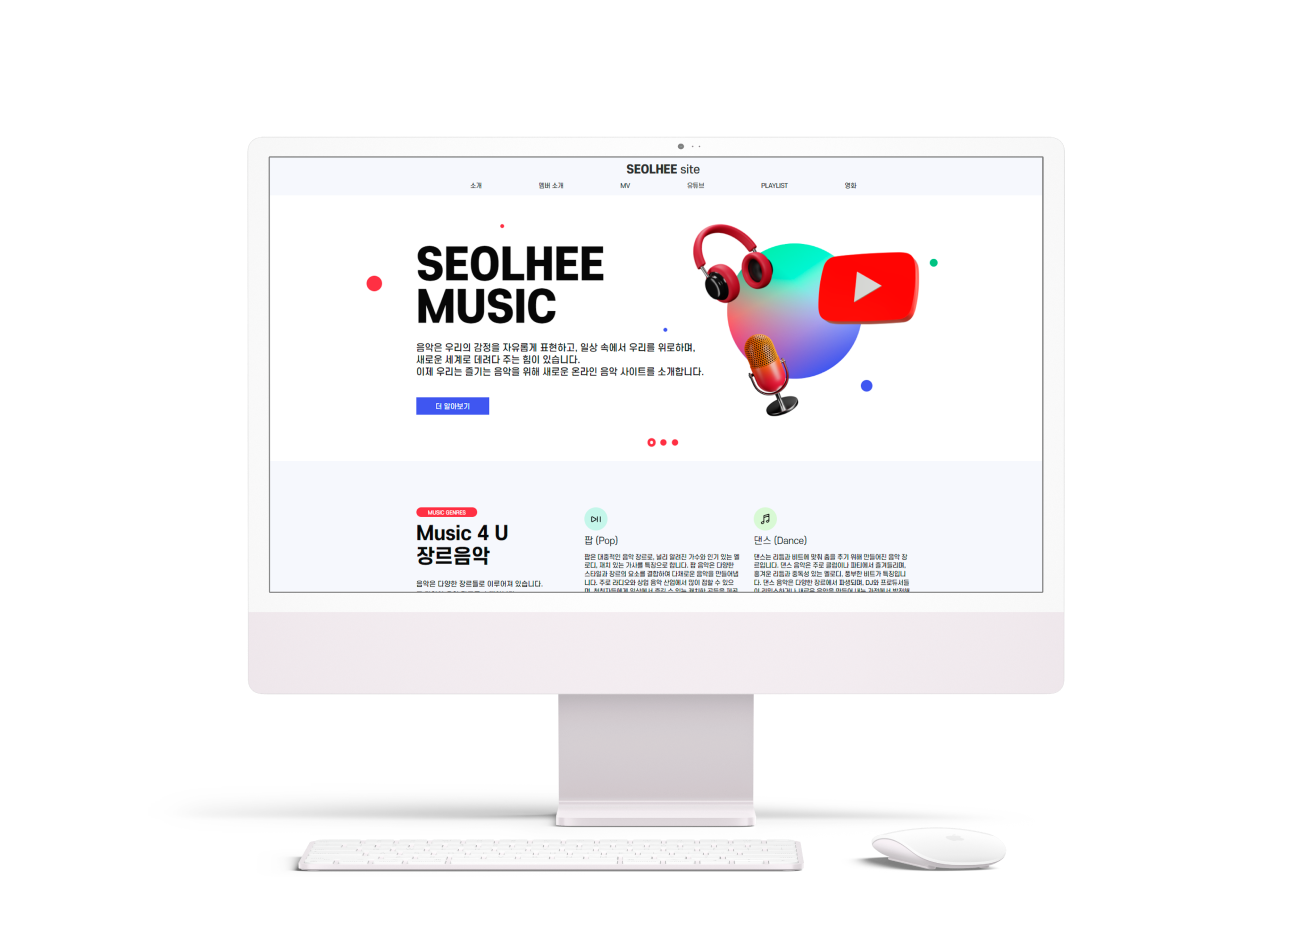 SEOLHEE site
소개 멤버 소개 MV 유튜브 PLAYLIST 영화
SEOLHEE
MUSIC
음악은 우리의 감정을 자유롭게 표현하고, 일상 속에서 우리를 위로하며,
새로운 세계로 데려다 주는 힘이 있습니다.
이제 우리는 즐기는 음악을 위해 새로운 온라인 음악 사이트를 소개합니다.
더 알아보기
MUSIC GENRES
Music 4 U
장르음악
음악은 다양한 장르들로 이루어져 있습니다.
팝 (Pop)
팝은 대중적인 음악 장르로, 널리 알려진 가수와 인기 있는 멜
로디, 재치 있는 가사를 특징으로 합니다. 팝 음악은 다양한
스타일과 장르의 요소를 결합하여 다채로운 음악을 만들어냅
니다. 주로 라디오와 상업 음악 산업에서 많이 접할 수 있으
댄스 (Dance)
댄스는 리듬과 비트에 맞춰 춤을 추기 위해 만들어진 음악 장
르입니다. 댄스 음악은 주로 클럽이나 파티에서 즐겨들리며,
흥겨운 리듬과 중독성 있는 멜로디, 풍부한 비트가 특징입니
다. 댄스 음악은 다양한 장르에서 파생되며, DJ와 프로듀서들